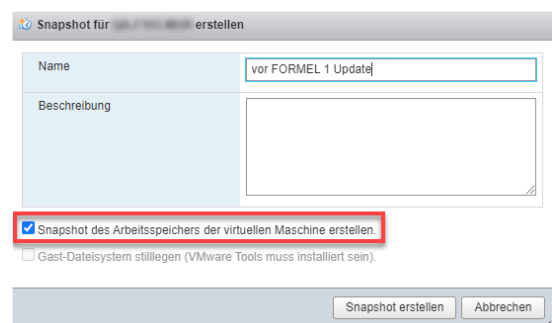 Snapshot für erstellen
Name
vor FORMEL 1 Update
Beschreibung
Snapshot des Arbeitsspeichers der virtuellen Maschine erstellen.
Gast-Dateisystem stilllegen (VMware Tools muss installiert sein).
Snapshot erstellen
Abbrechen